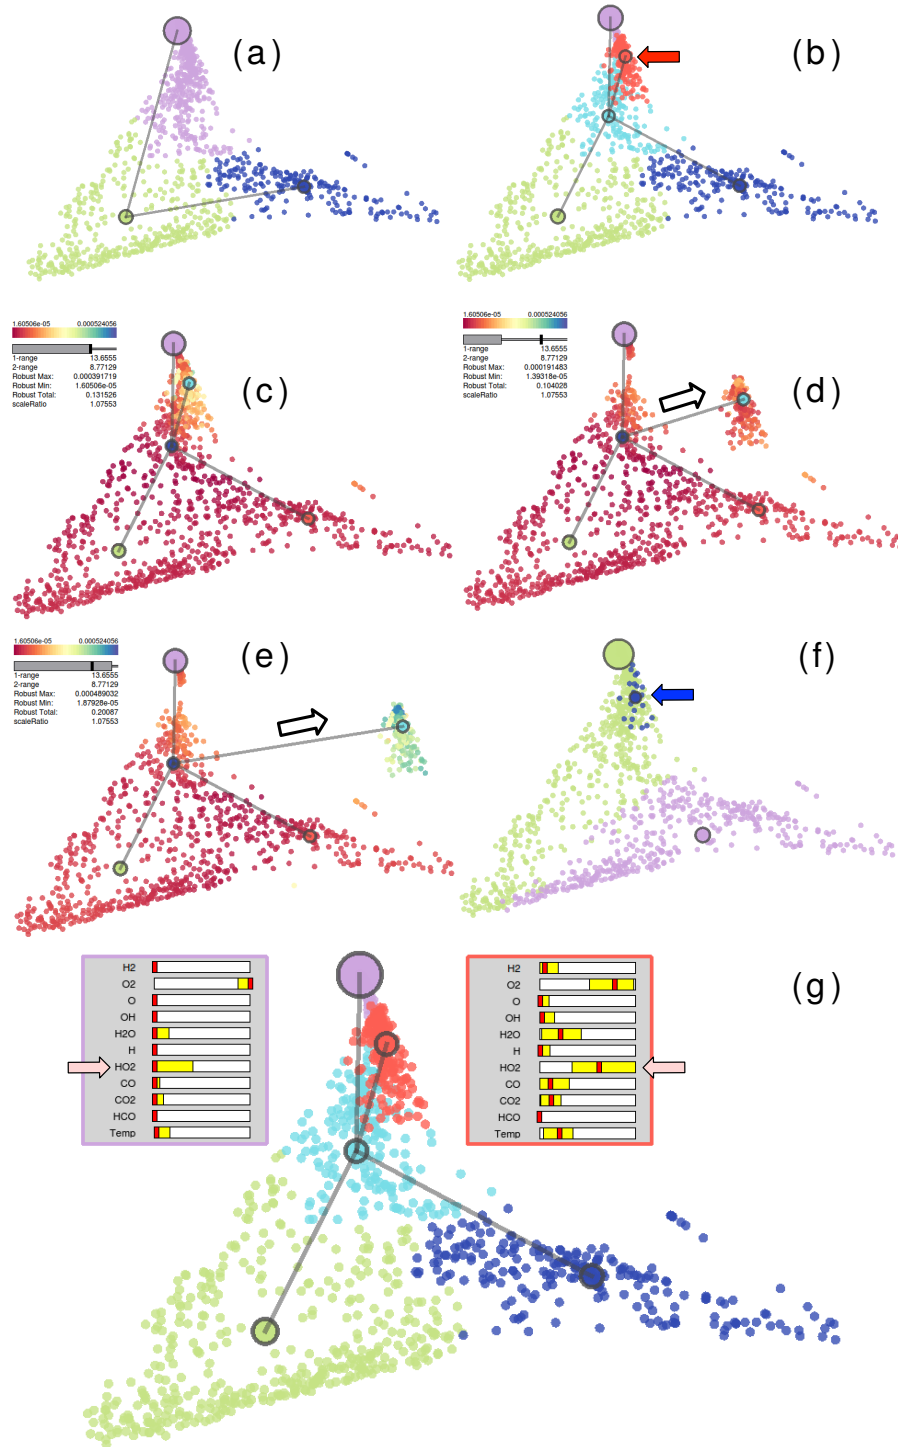 (a)
(b)
1.60506e-05 0.000524056
1-range 13.6555
2-range 8.77129
Robust Max: 0.000391719
Robust Min: 1.60506e-05
Robust Total: 0.131526
scaleRatio 1.07553
(c)
1.60506e-05 0.000524056
1-range 13.6555
2-range 8.77129
Robust Max: 0.000191483
Robust Min: 1.39318e-05
Robust Total: 0.104028
scaleRatio 1.07553
(d)
1.60506e-05 0.000524056
1-range 13.6555
2-range 8.77129
Robust Max: 0.000489032
Robust Min: 1.87928e-05
Robust Total: 0.20087
scaleRatio 1.07553
(e)
(f)
H2
O2
O
OH
H2O
H
HO2
CO
CO2
HCO
Temp
H2
O2
O
OH
H2O
H
HO2
CO
CO2
HCO
Temp
(g)